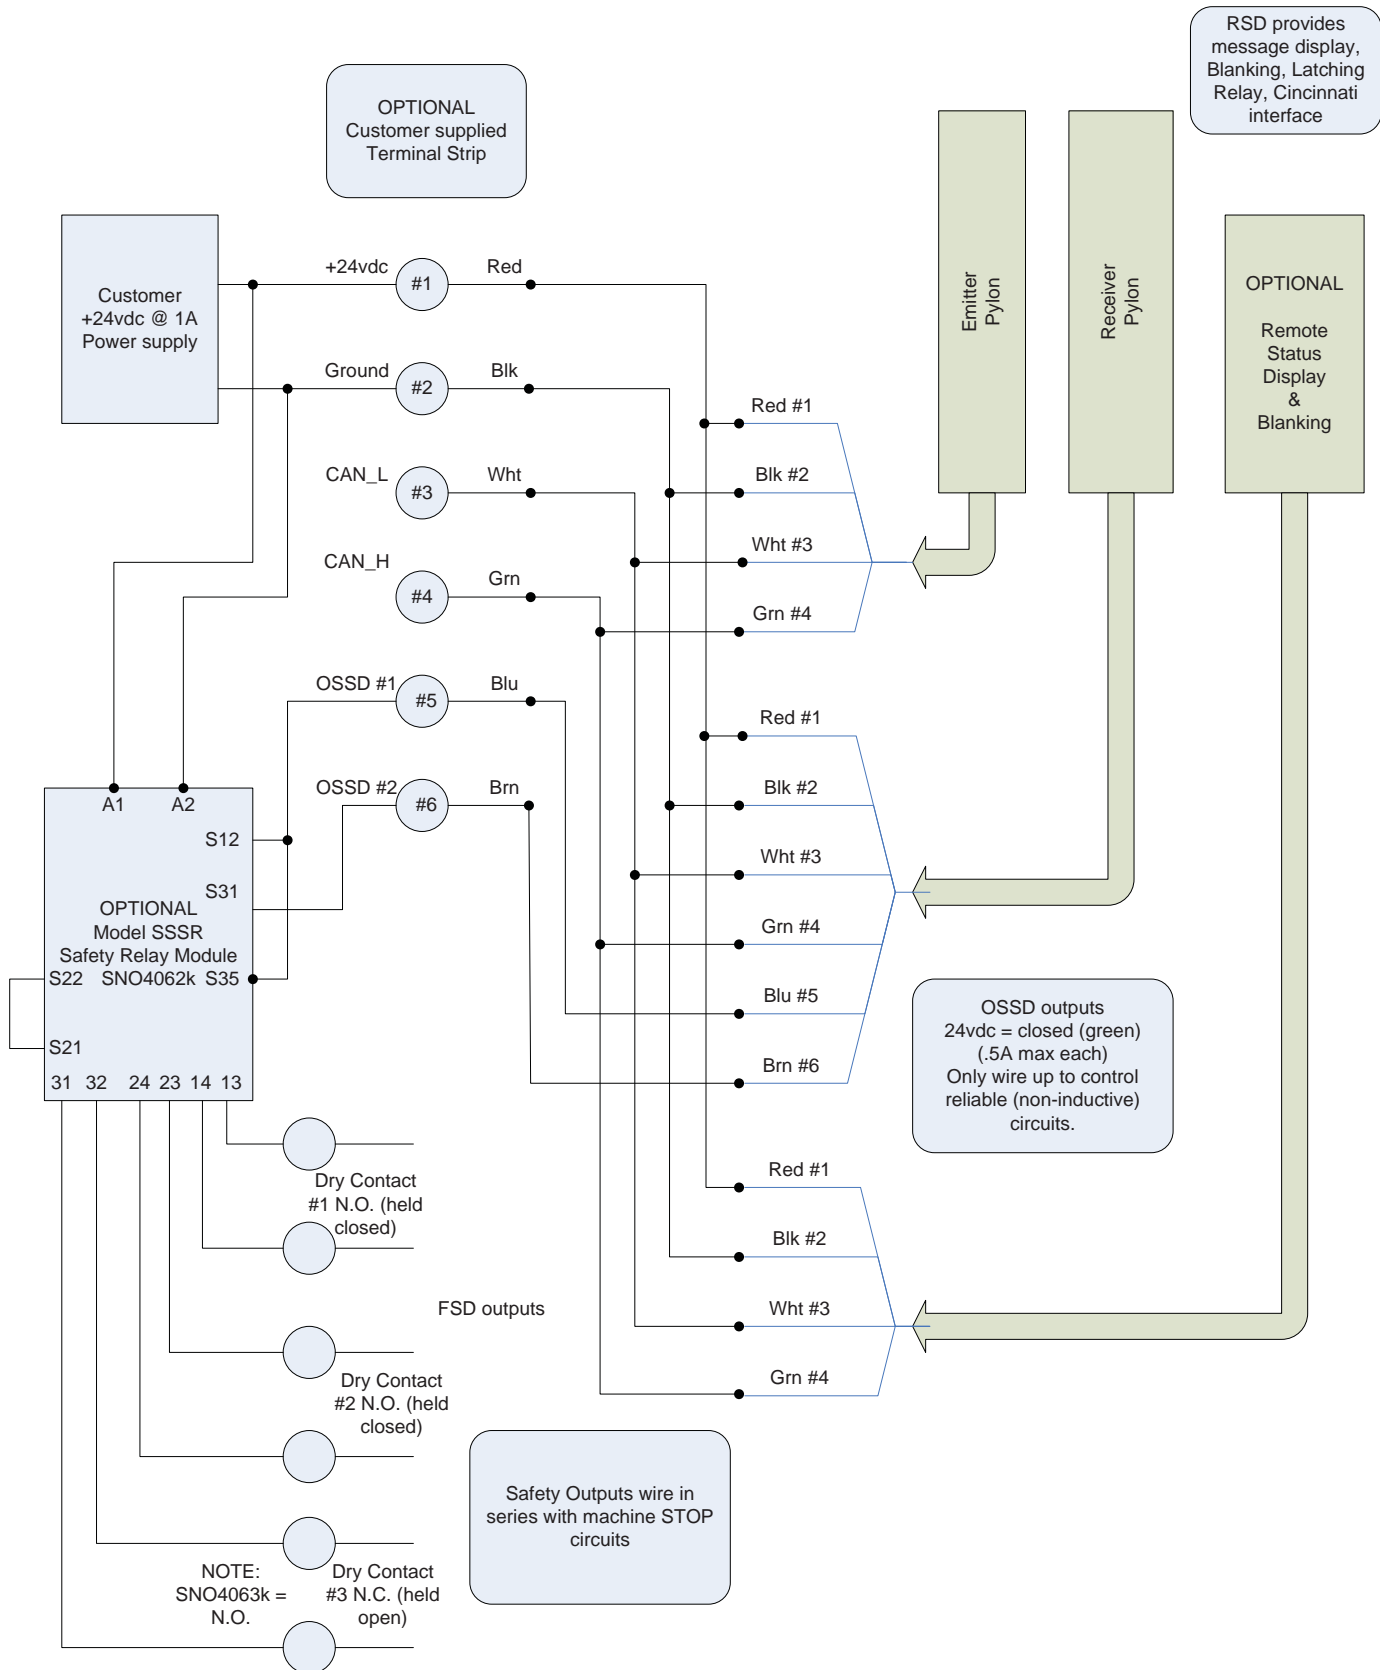 RSD provides
message display,
Blanking, Latching
Relay, Cincinnati
interface
OPTIONAL
Customer supplied
Terminal Strip
Customer
+24vdc @ 1A
Power supply
+24vdc
#1
Red
Ground
#2
Blk
CAN_L
#3
Wht
CAN_H
#4
Grn
OSSD #1
#5
Blu
OSSD #2
#6
Brn
Emitter
Pylon
Receiver
Pylon
OPTIONAL
Remote
Status
Display
&
Blanking
Red #1
Blk #2
Wht #3
Grn #4
Red #1
Blk #2
Wht #3
Grn #4
Blu #5
Brn #6
Red #1
Blk #2
Wht #3
Grn #4
A1
A2
S12
S31
OPTIONAL
Model SSSR
Safety Relay Module
S22
SNO4062k
S35
S21
31
32
24
23
14
13
OSSD outputs
24vdc = closed (green)
(.5A max each)
Only wire up to control
reliable (non-inductive)
circuits.
Dry Contact
#1 N.O. (held
closed)
FSD outputs
Dry Contact
#2 N.O. (held
closed)
Safety Outputs wire in
series with machine STOP
circuits
NOTE:
SNO4063k =
N.O.
Dry Contact
#3 N.C. (held
open)